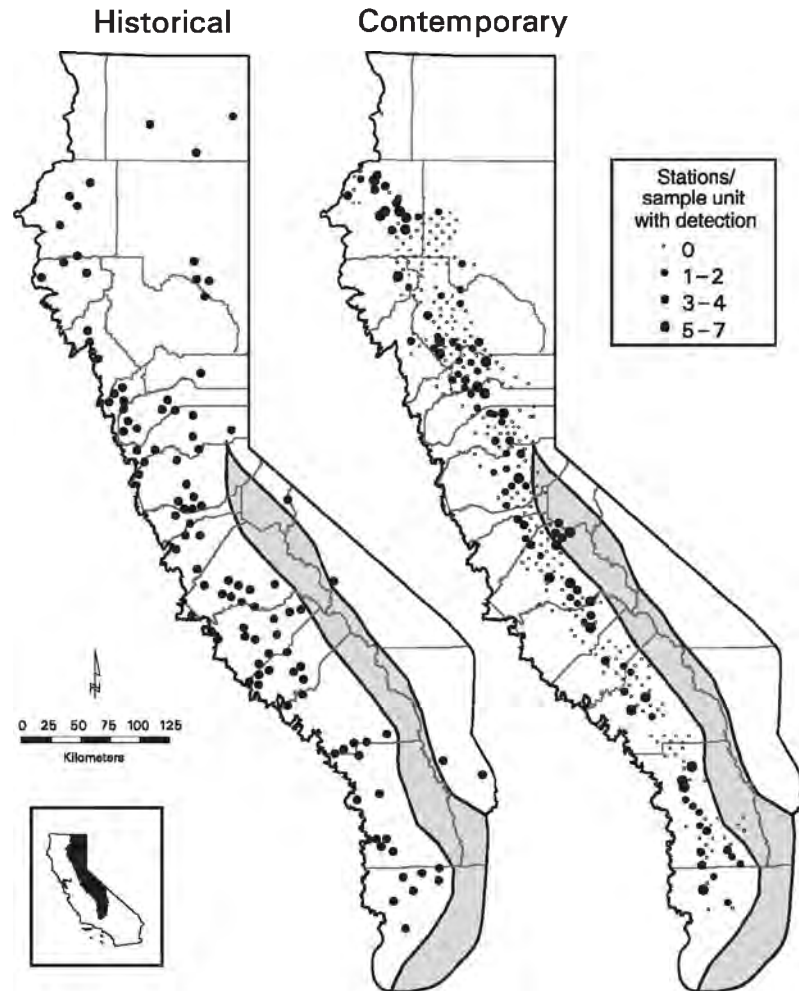 Historical
Contemporary
Stations/
sample unit
with detection
0
1–2
3–4
5–7
N
0 25 50 75 100 125
Kilometers